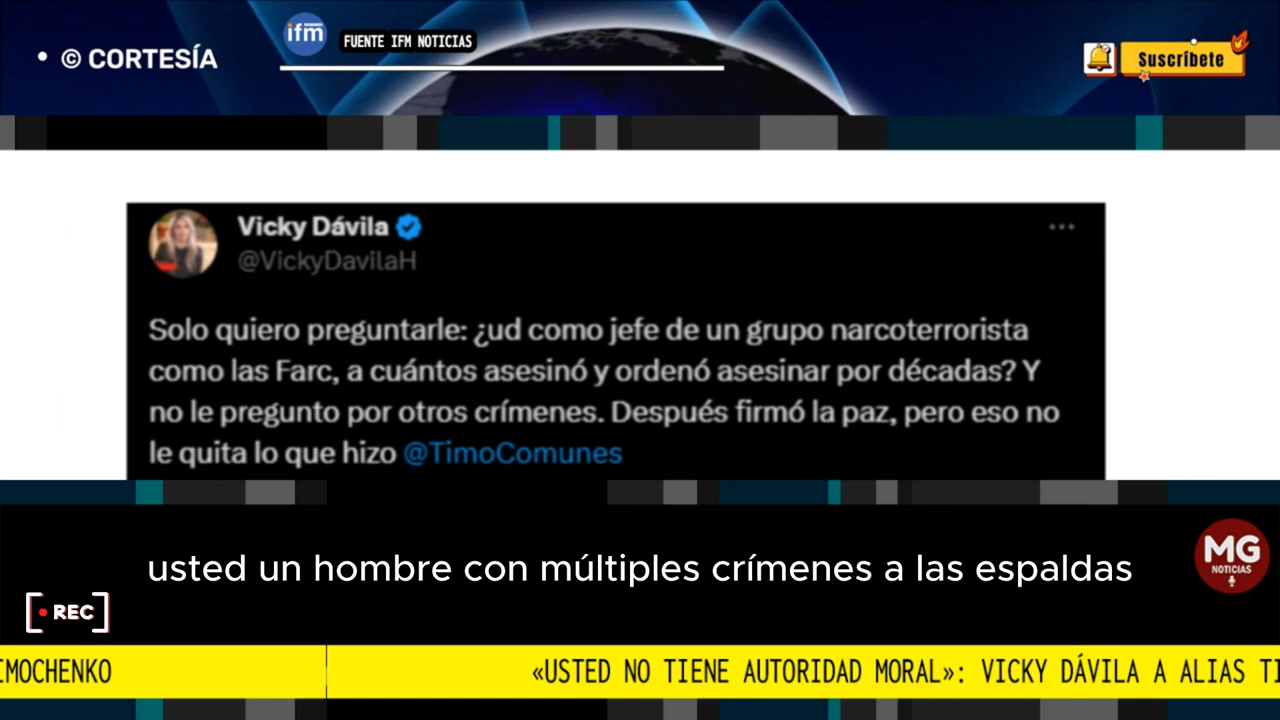 • © CORTESÍA
ifm
FUENTE IFM NOTICIAS
Suscríbete
Vicky Dávila
@VickyDavilaH
Solo quiero preguntarle: ¿ud como jefe de un grupo narcoterrorista
como las Farc, a cuántos asesinó y ordenó asesinar por décadas? Y
no le pregunto por otros crímenes. Después firmó la paz, pero eso no
le quita lo que hizo @TimoComunes
usted un hombre con múltiples crímenes a las espaldas
MG
NOTICIAS
REC
IMOCHENKO
«USTED NO TIENE AUTORIDAD MORAL»: VICKY DÁVILA A ALIAS TI